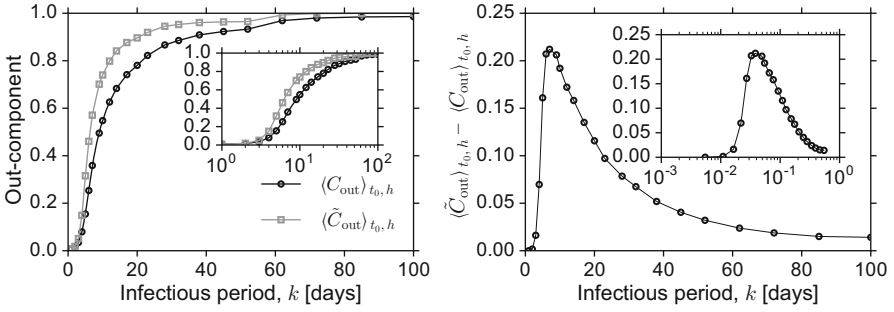 Out-component
1.0
0.8
0.6
0.4
0.2
0.0
0 20 40 60 80 100
Infectious period, k [days]
1.0
0.8
0.6
0.4
0.2
0.0
10⁰ 10¹ 10²
⟨C_out⟩_{t₀, h}
⟨C̃_out⟩_{t₀, h}
⟨C̃_out⟩_{t₀, h} − ⟨C_out⟩_{t₀, h}
0.25
0.20
0.15
0.10
0.05
0.00
0 20 40 60 80 100
Infectious period, k [days]
0.25
0.20
0.15
0.10
0.05
0.00
10⁻³ 10⁻² 10⁻¹ 10⁰